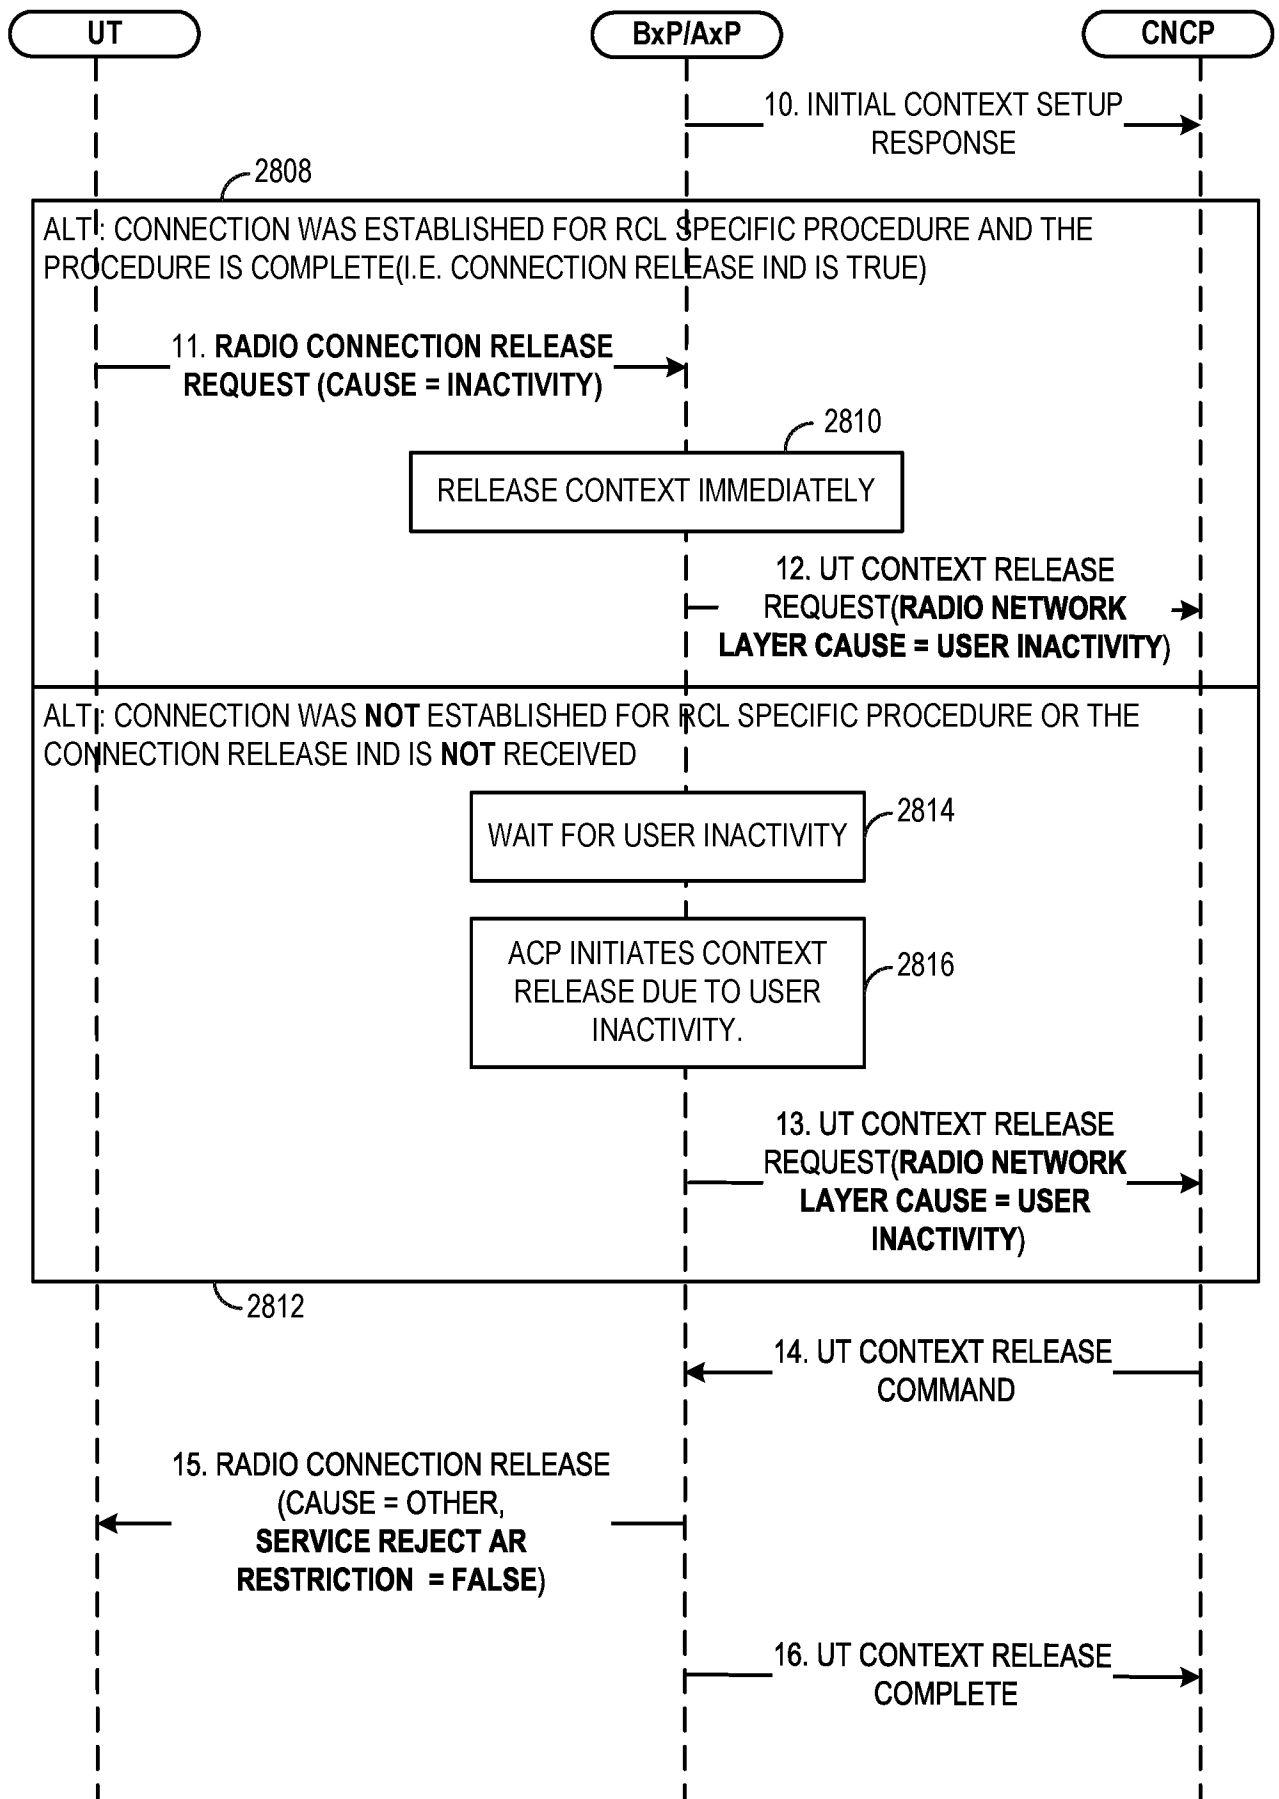 UT
BxP/AxP
CNCP
10. INITIAL CONTEXT SETUP
RESPONSE
2808
ALT : CONNECTION WAS ESTABLISHED FOR RCL SPECIFIC PROCEDURE AND THE
PROCEDURE IS COMPLETE(I.E. CONNECTION RELEASE IND IS TRUE)
11. RADIO CONNECTION RELEASE
REQUEST (CAUSE = INACTIVITY)
2810
RELEASE CONTEXT IMMEDIATELY
12. UT CONTEXT RELEASE
REQUEST(RADIO NETWORK
LAYER CAUSE = USER INACTIVITY)
ALT : CONNECTION WAS NOT ESTABLISHED FOR RCL SPECIFIC PROCEDURE OR THE
CONNECTION RELEASE IND IS NOT RECEIVED
WAIT FOR USER INACTIVITY
2814
ACP INITIATES CONTEXT
RELEASE DUE TO USER
INACTIVITY.
2816
13. UT CONTEXT RELEASE
REQUEST(RADIO NETWORK
LAYER CAUSE = USER
INACTIVITY)
2812
14. UT CONTEXT RELEASE
COMMAND
15. RADIO CONNECTION RELEASE
(CAUSE = OTHER,
SERVICE REJECT AR
RESTRICTION = FALSE)
16. UT CONTEXT RELEASE
COMPLETE